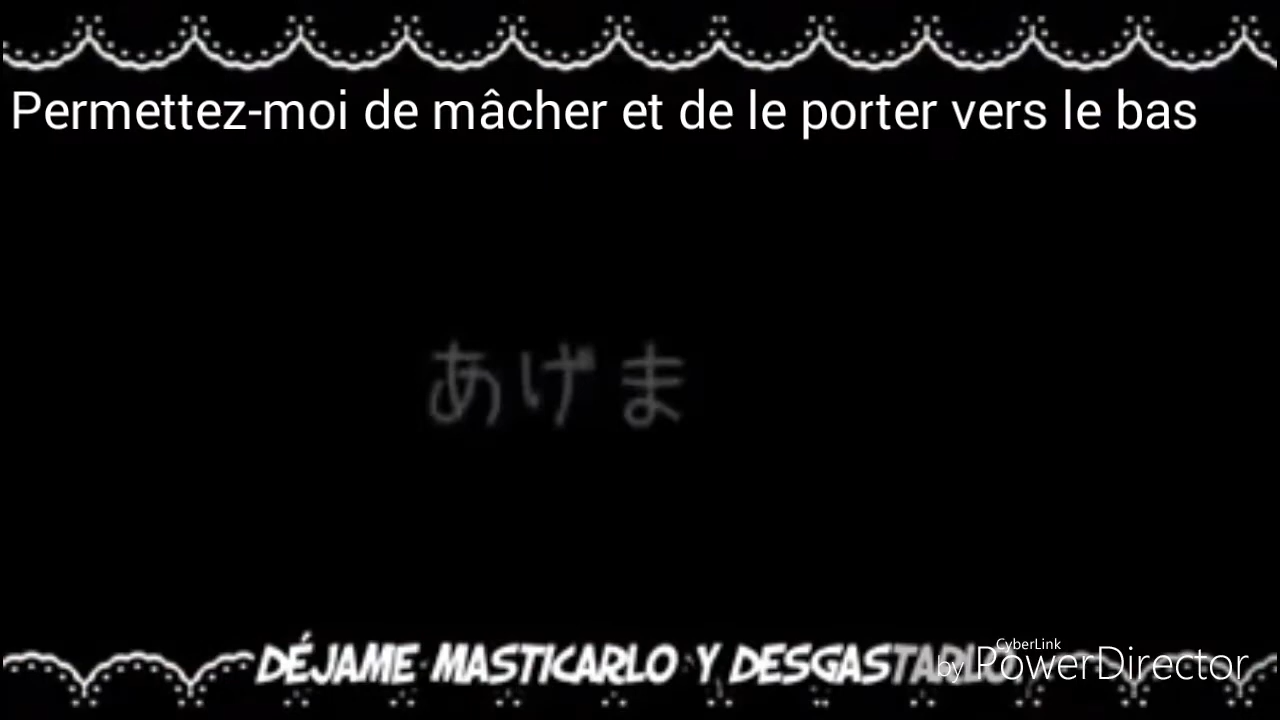 Permettez-moi de mâcher et de le porter vers le bas
あげま
DÉJAME MASTICARLO Y DESGASTARLO
CyberLink
by PowerDirector